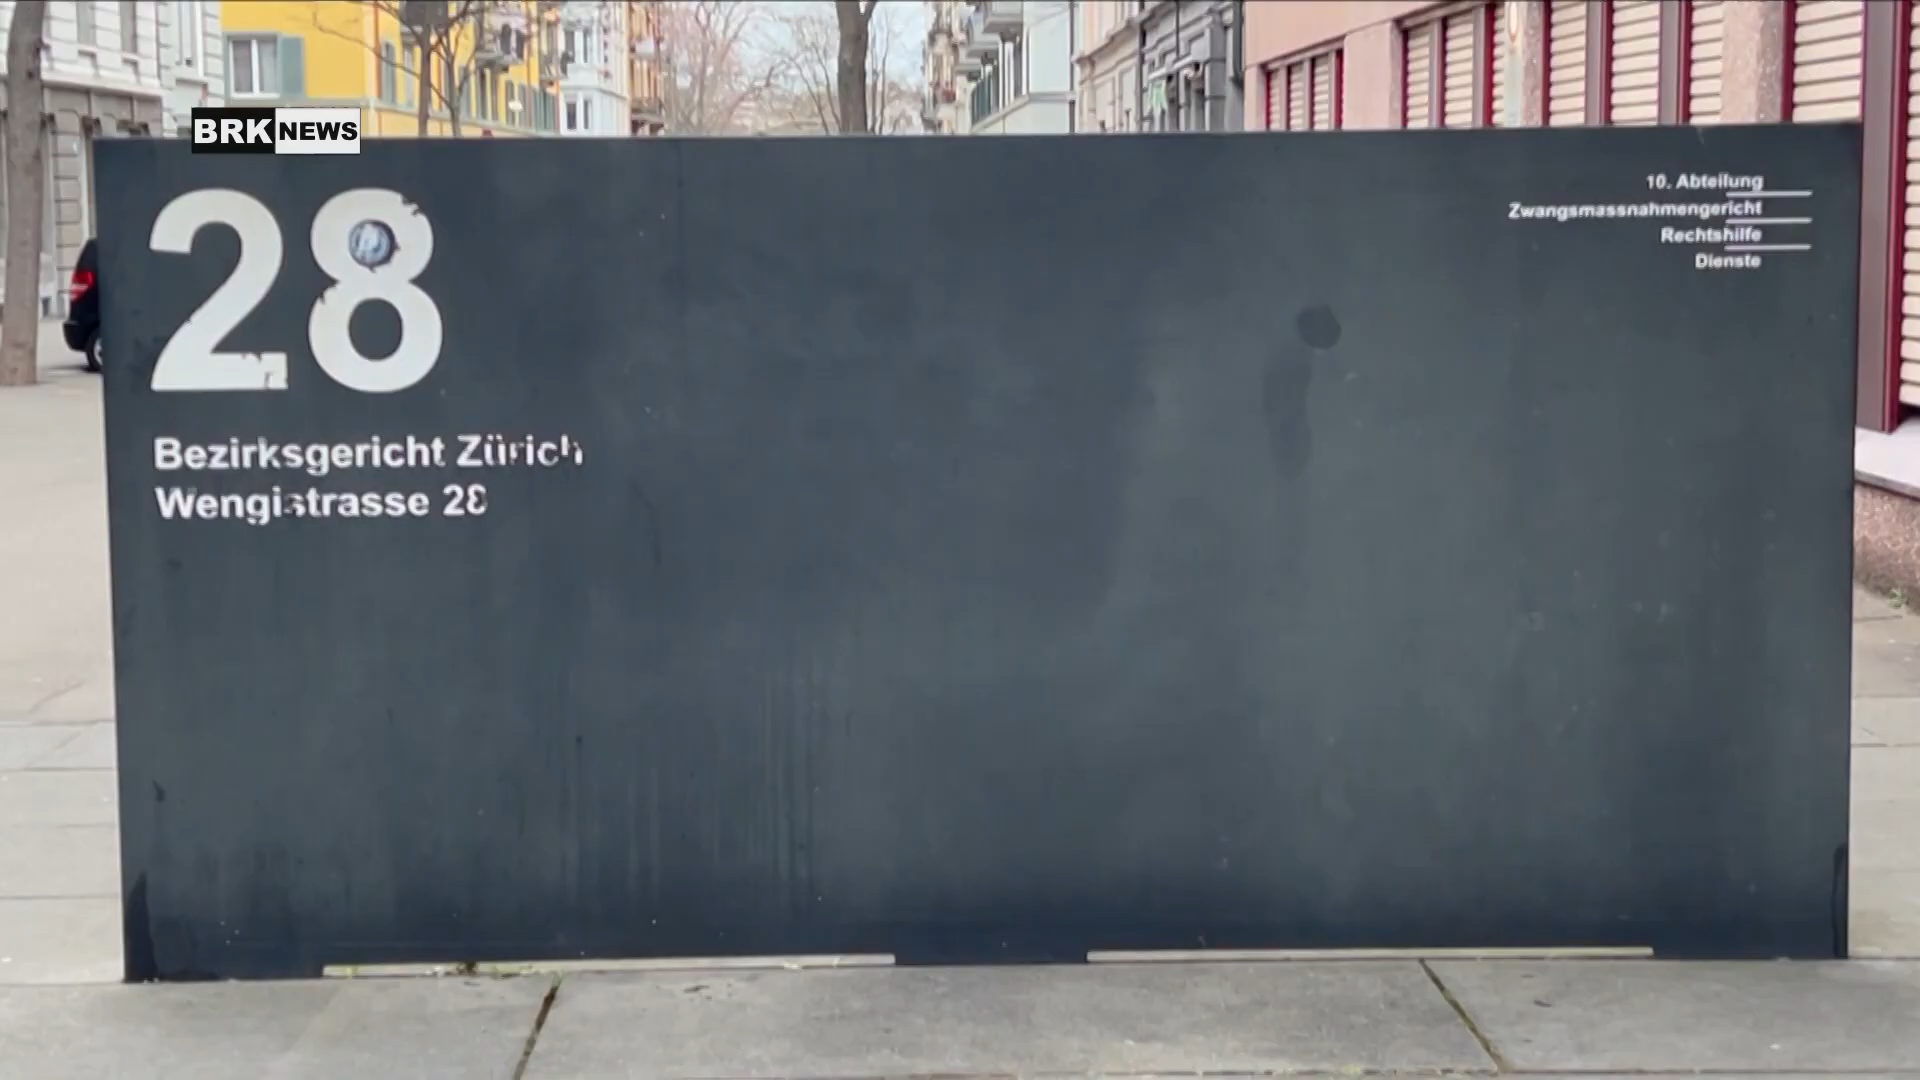 BRK NEWS
28
Bezirksgericht Zürich
Wengistrasse 28
10. Abteilung
Zwangsmassnahmengericht
Rechtshilfe
Dienste